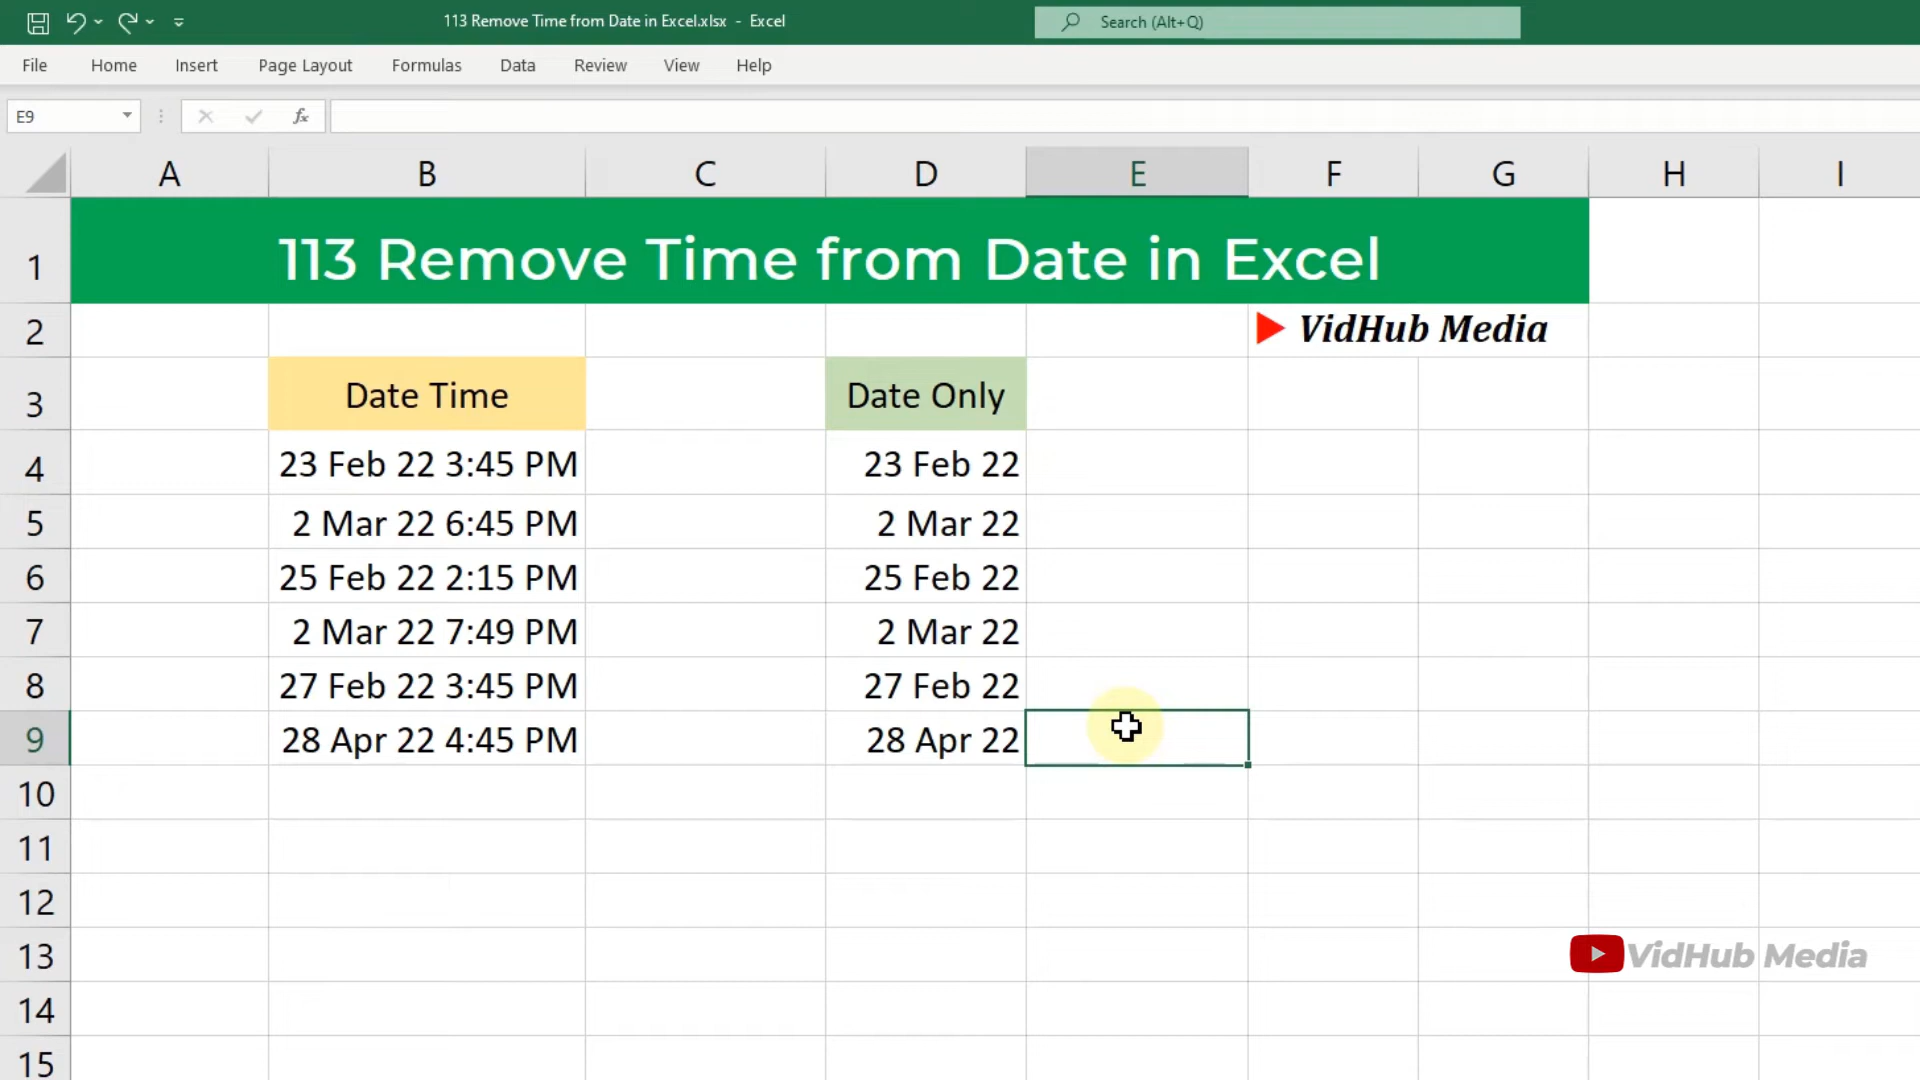 113 Remove Time from Date in Excel.xlsx - Excel
Search (Alt+Q)
File Home Insert Page Layout Formulas Data Review View Help
E9 fx
A B C D E F G H I
1 113 Remove Time from Date in Excel
2 VidHub Media
3 Date Time Date Only
4 23 Feb 22 3:45 PM 23 Feb 22
5 2 Mar 22 6:45 PM 2 Mar 22
6 25 Feb 22 2:15 PM 25 Feb 22
7 2 Mar 22 7:49 PM 2 Mar 22
8 27 Feb 22 3:45 PM 27 Feb 22
9 28 Apr 22 4:45 PM 28 Apr 22
10
11
12
13 VidHub Media
14
15